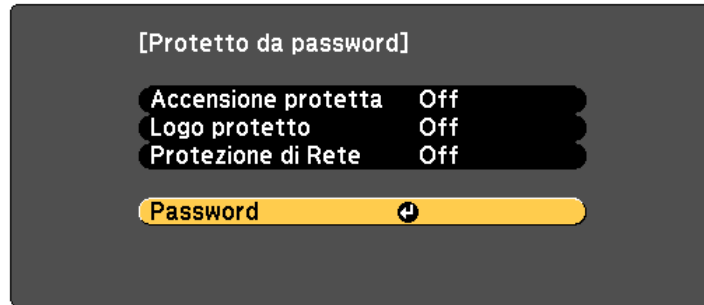 [Protetto da password]
Accensione protetta Off
Logo protetto Off
Protezione di Rete Off
Password